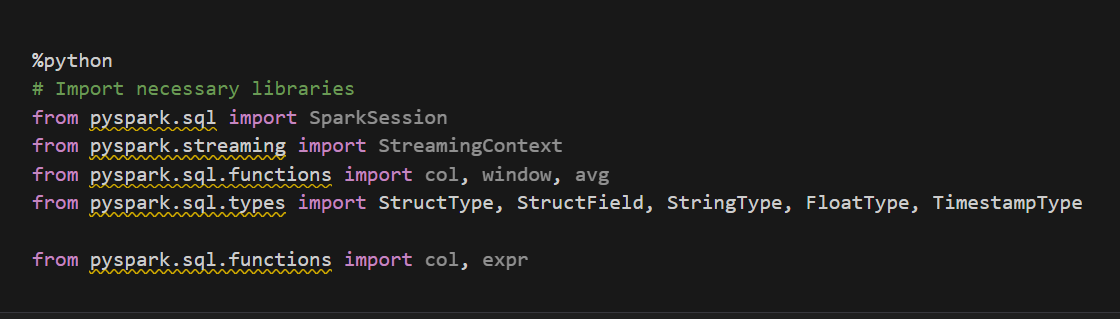 %python
# Import necessary libraries
from pyspark.sql import SparkSession
from pyspark.streaming import StreamingContext
from pyspark.sql.functions import col, window, avg
from pyspark.sql.types import StructType, StructField, StringType, FloatType, TimestampType
from pyspark.sql.functions import col, expr